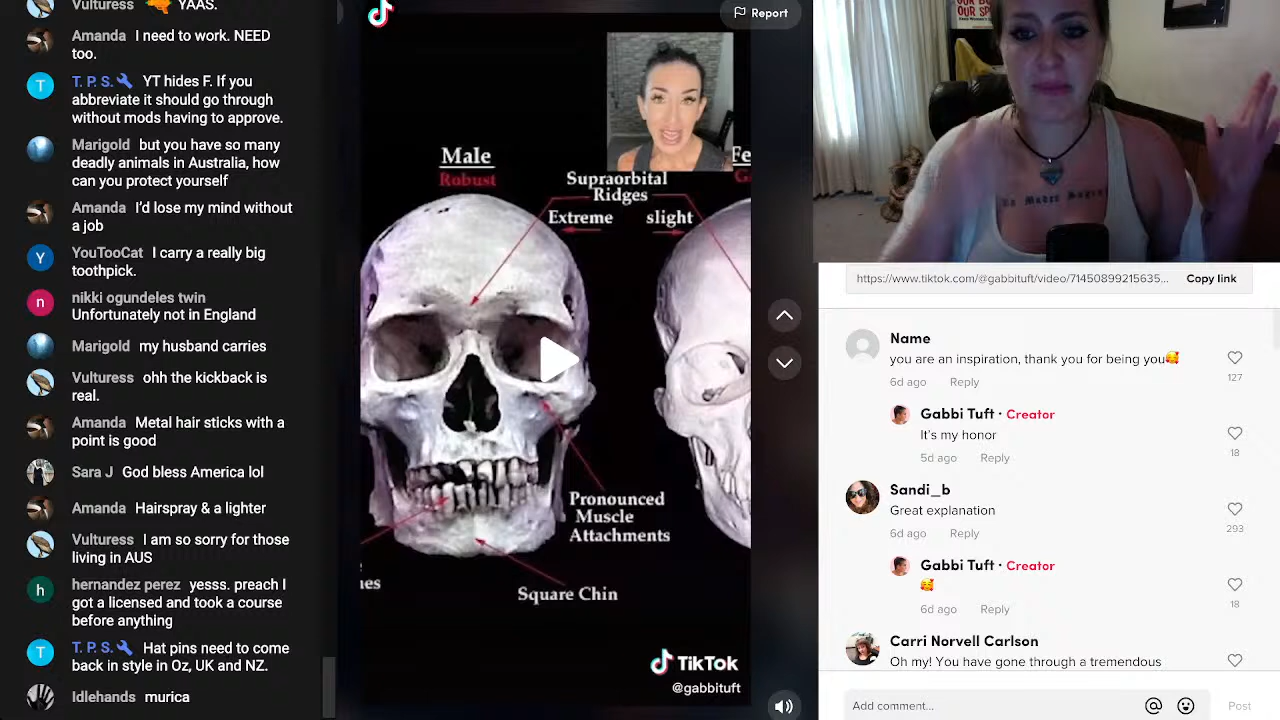 Vulturess YAAS.
Amanda I need to work. NEED
too.
T
T. P. S. YT hides F. If you
abbreviate it should go through
without mods having to approve.
Marigold but you have so many
deadly animals in Australia, how
can you protect yourself
Amanda I'd lose my mind without
a job
Y
YouTooCat I carry a really big
toothpick.
n
nikki ogundeles twin
Unfortunately not in England
Marigold my husband carries
Vulturess ohh the kickback is
real.
Amanda Metal hair sticks with a
point is good
Sara J God bless America lol
Amanda Hairspray & a lighter
Vulturess I am so sorry for those
living in AUS
h
hernandez perez yesss. preach I
got a licensed and took a course
before anything
T
T. P. S. Hat pins need to come
back in style in Oz, UK and NZ.
Idlehands murica
Report
Male
Robust
Fe
G
Supraorbital
Ridges
Extreme slight
Pronounced
Muscle
Attachments
Square Chin
nes
TikTok
@gabbituft
La Madre
https://www.tiktok.com/@gabbituft/video/71450899215635...
Copy link
Name
you are an inspiration, thank you for being you🥰
127
6d ago Reply
Gabbi Tuft · Creator
It's my honor
18
5d ago Reply
Sandi_b
Great explanation
293
6d ago Reply
Gabbi Tuft · Creator
🥰
18
6d ago Reply
Carri Norvell Carlson
Oh my! You have gone through a tremendous
Add comment...
Post